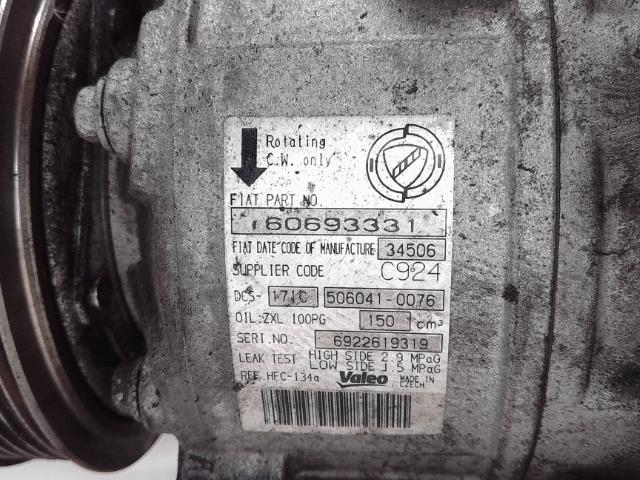 Rotating
C.W. only
FIAT PART NO.
60693331
FIAT DATE CODE OF MANUFACTURE 34506
SUPPLIER CODE C924
DCS- 17IC 506041-0076
OIL:ZXL 100PG 150 cm³
SERI.NO. 6922619319
LEAK TEST HIGH SIDE 2.9 MPaG
LOW SIDE 1.5 MPaG
REF.HFC-134a Valeo MADE IN CZECH